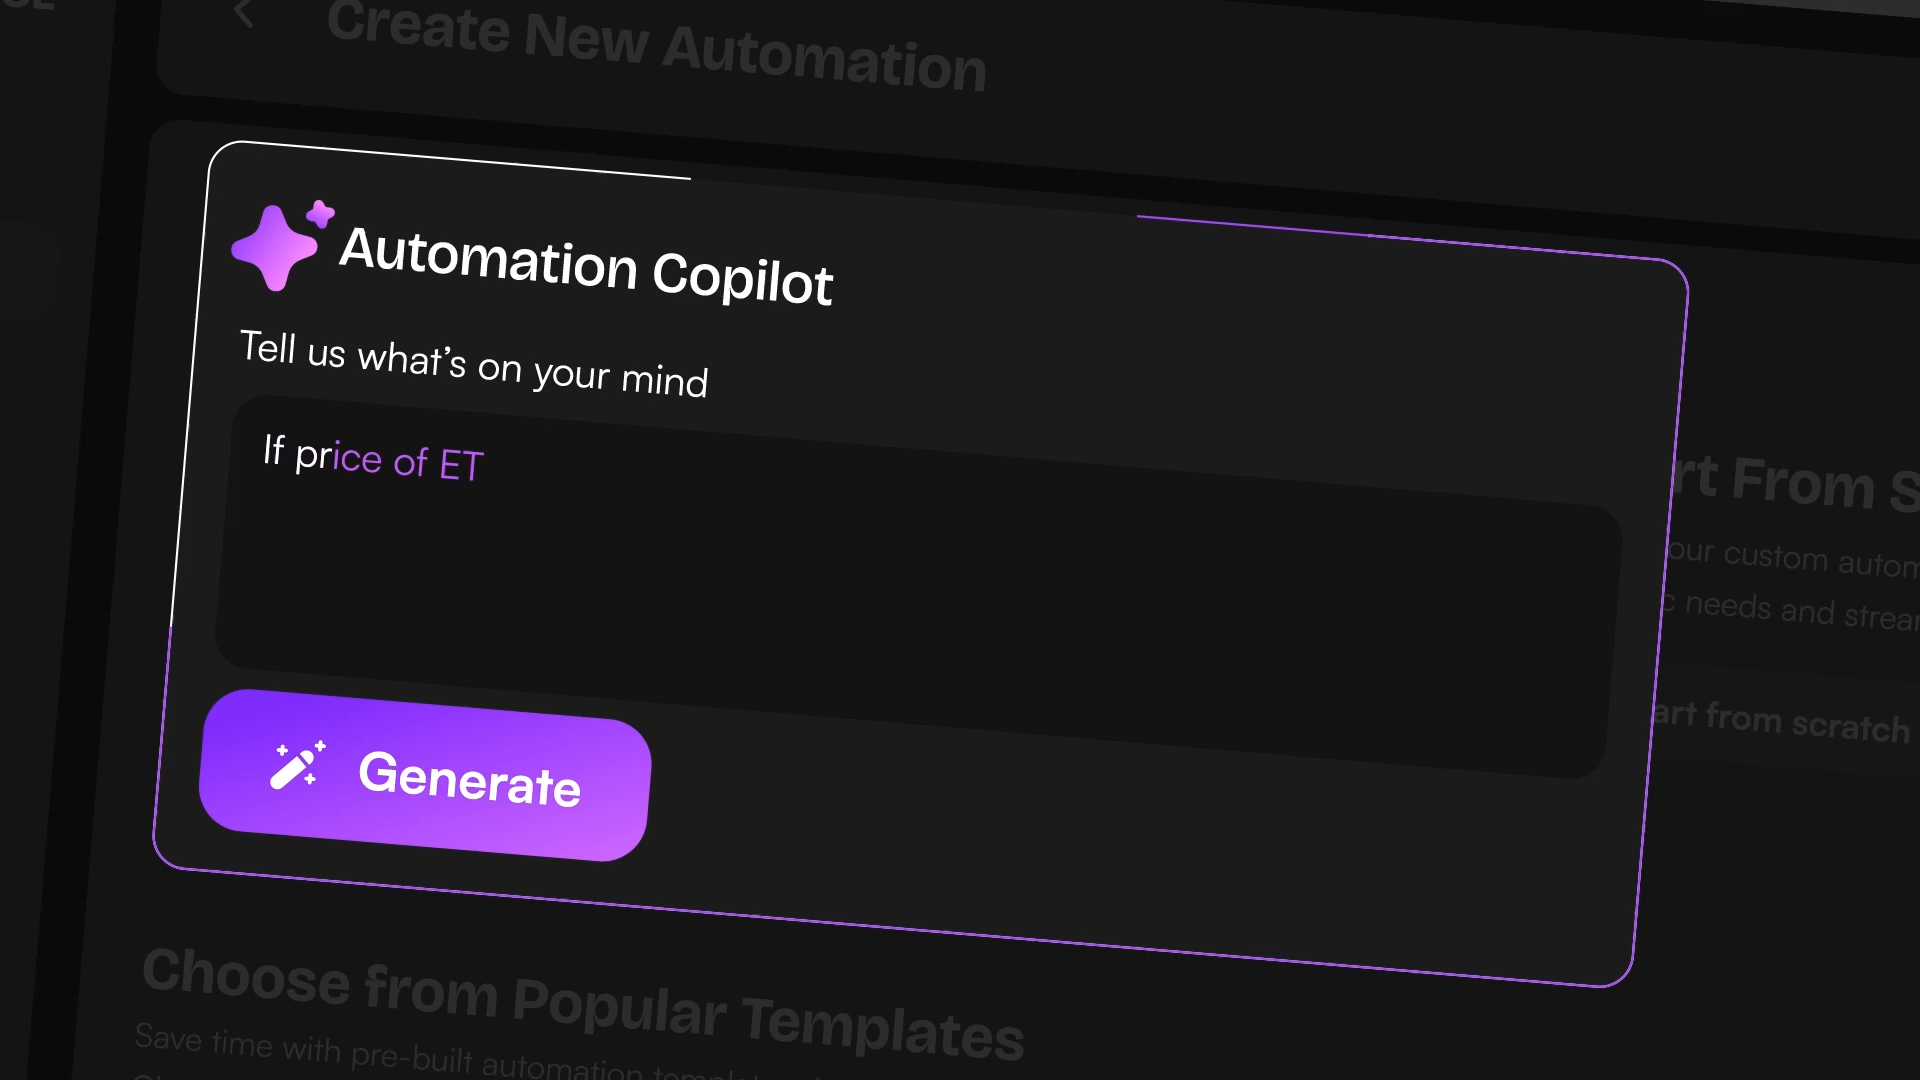 Create New Automation
Automation Copilot
Tell us what's on your mind
If price of ET
Generate
rt From S
our custom autom
c needs and strea
art from scratch
Choose from Popular Templates
Save time with pre-built automation